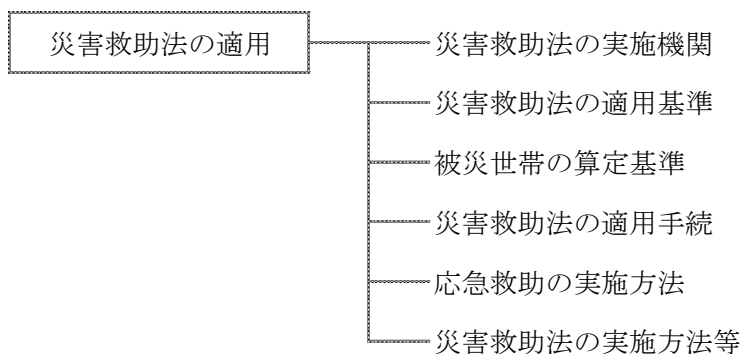 災害救助法の適用
災害救助法の実施機関
災害救助法の適用基準
被災世帯の算定基準
災害救助法の適用手続
応急救助の実施方法
災害救助法の実施方法等